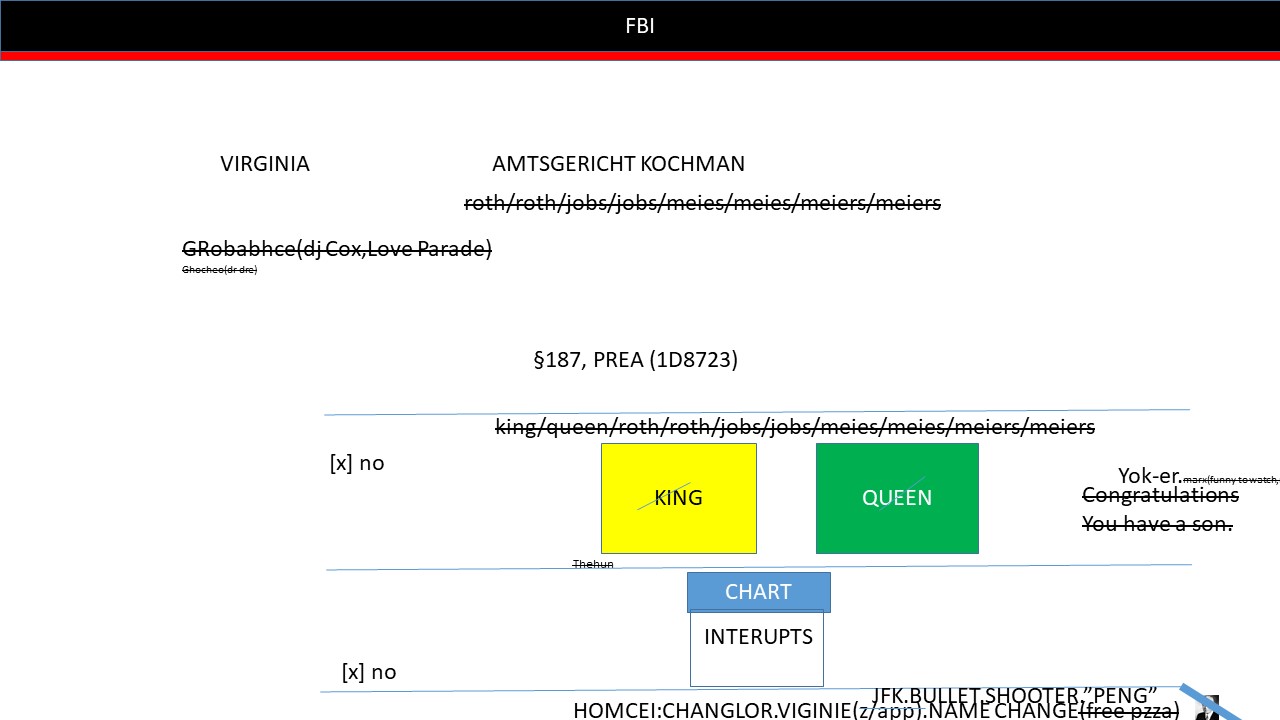 FBI
VIRGINIA AMTSGERICHT KOCHMAN
roth/roth/jobs/jobs/meies/meies/meiers/meiers
GRobabhce(dj Cox,Love Parade)
Ghocheo(dr dre)
§187, PREA (1D8723)
king/queen/roth/roth/jobs/jobs/meies/meies/meiers/meiers
[x] no
KING QUEEN
Yok-er.marx(funny to watch,
Congratulations
You have a son.
Thehun
CHART
INTERUPTS
[x] no
JFK.BULLET.SHOOTER."PENG"
HOMCEI:CHANGLOR.VIGINIE(z/app).NAME CHANGE(free pzza)